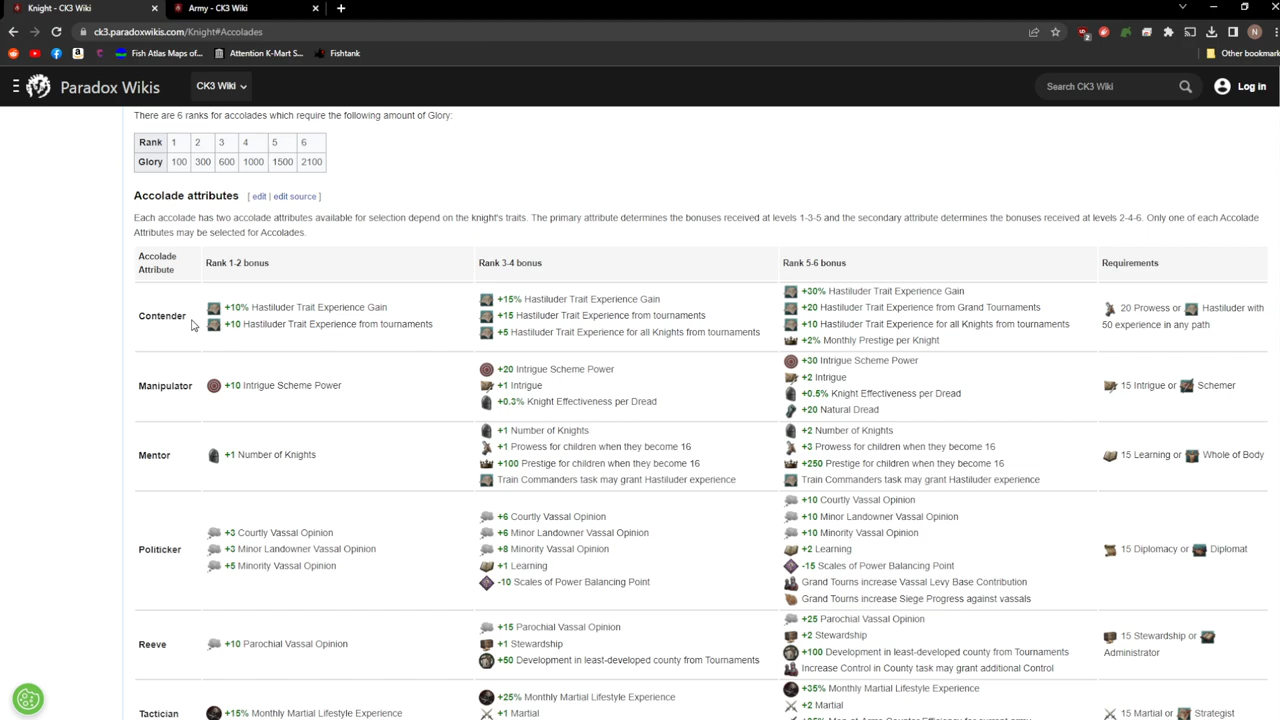 Knight - CK3 Wiki
Army - CK3 Wiki
ck3.paradoxwikis.com/Knight#Accolades
Fish Atlas Maps of...
Attention K-Mart S...
Fishtank
Other bookmark
Paradox Wikis
CK3 Wiki
Search CK3 Wiki
Log in
There are 6 ranks for accolades which require the following amount of Glory:
Rank 1 2 3 4 5 6
Glory 100 300 600 1000 1500 2100
Accolade attributes [ edit | edit source ]
Each accolade has two accolade attributes available for selection depend on the knight's traits. The primary attribute determines the bonuses received at levels 1-3-5 and the secondary attribute determines the bonuses received at levels 2-4-6. Only one of each Accolade
Attributes may be selected for Accolades.
Accolade
Attribute
Rank 1-2 bonus
Rank 3-4 bonus
Rank 5-6 bonus
Requirements
Contender
+10% Hastiluder Trait Experience Gain
+10 Hastiluder Trait Experience from tournaments
+15% Hastiluder Trait Experience Gain
+15 Hastiluder Trait Experience from tournaments
+5 Hastiluder Trait Experience for all Knights from tournaments
+30% Hastiluder Trait Experience Gain
+20 Hastiluder Trait Experience from Grand Tournaments
+10 Hastiluder Trait Experience for all Knights from tournaments
+2% Monthly Prestige per Knight
20 Prowess or Hastiluder with
50 experience in any path
Manipulator
+10 Intrigue Scheme Power
+20 Intrigue Scheme Power
+1 Intrigue
+0.3% Knight Effectiveness per Dread
+30 Intrigue Scheme Power
+2 Intrigue
+0.5% Knight Effectiveness per Dread
+20 Natural Dread
15 Intrigue or Schemer
Mentor
+1 Number of Knights
+1 Number of Knights
+1 Prowess for children when they become 16
+100 Prestige for children when they become 16
Train Commanders task may grant Hastiluder experience
+2 Number of Knights
+3 Prowess for children when they become 16
+250 Prestige for children when they become 16
Train Commanders task may grant Hastiluder experience
15 Learning or Whole of Body
Politicker
+3 Courtly Vassal Opinion
+3 Minor Landowner Vassal Opinion
+5 Minority Vassal Opinion
+6 Courtly Vassal Opinion
+6 Minor Landowner Vassal Opinion
+8 Minority Vassal Opinion
+1 Learning
-10 Scales of Power Balancing Point
+10 Courtly Vassal Opinion
+10 Minor Landowner Vassal Opinion
+10 Minority Vassal Opinion
+2 Learning
-15 Scales of Power Balancing Point
Grand Tourns increase Vassal Levy Base Contribution
Grand Tourns increase Siege Progress against vassals
15 Diplomacy or Diplomat
Reeve
+10 Parochial Vassal Opinion
+15 Parochial Vassal Opinion
+1 Stewardship
+50 Development in least-developed county from Tournaments
+25 Parochial Vassal Opinion
+2 Stewardship
+100 Development in least-developed county from Tournaments
Increase Control in County task may grant additional Control
15 Stewardship or
Administrator
Tactician
+15% Monthly Martial Lifestyle Experience
+25% Monthly Martial Lifestyle Experience
+1 Martial
+35% Monthly Martial Lifestyle Experience
+2 Martial
15 Martial or Strategist